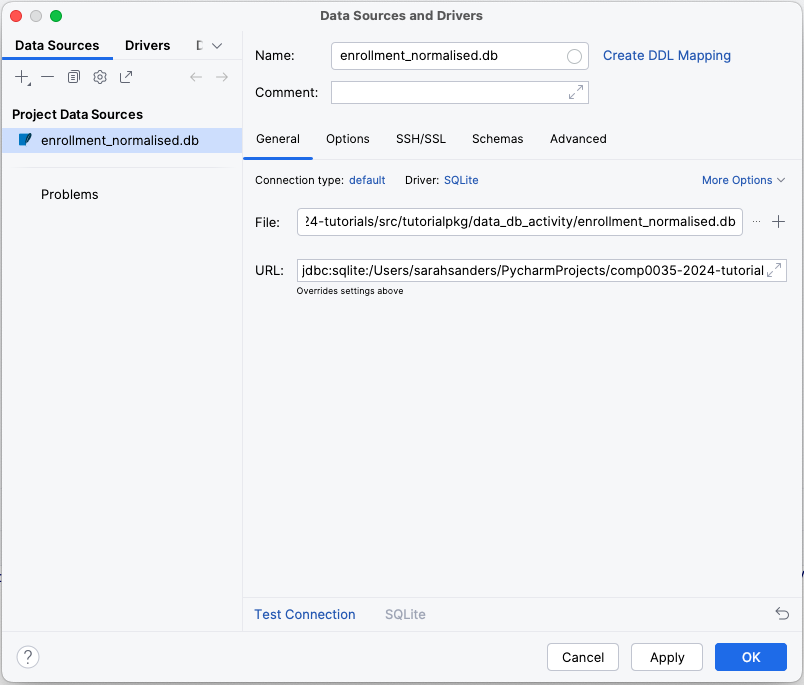 Data Sources and Drivers
Data Sources Drivers
Project Data Sources
enrollment_normalised.db
Problems
Name: enrollment_normalised.db Create DDL Mapping
Comment:
General Options SSH/SSL Schemas Advanced
Connection type: default Driver: SQLite More Options
File: 24-tutorials/src/tutorialpkg/data_db_activity/enrollment_normalised.db ...
URL: jdbc:sqlite:/Users/sarahsanders/PycharmProjects/comp0035-2024-tutorial
Overrides settings above
Test Connection SQLite
? Cancel Apply OK